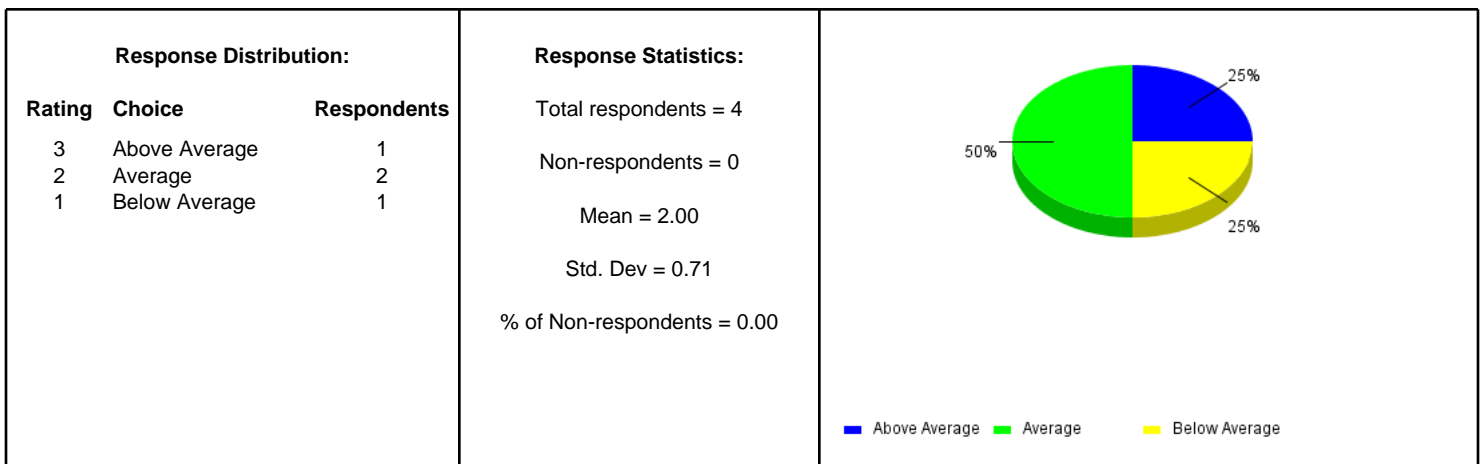 Response Distribution:
Rating Choice Respondents
3 Above Average 1
2 Average 2
1 Below Average 1
Response Statistics:
Total respondents = 4
Non-respondents = 0
Mean = 2.00
Std. Dev = 0.71
% of Non-respondents = 0.00
25%
50%
25%
Above Average Average Below Average